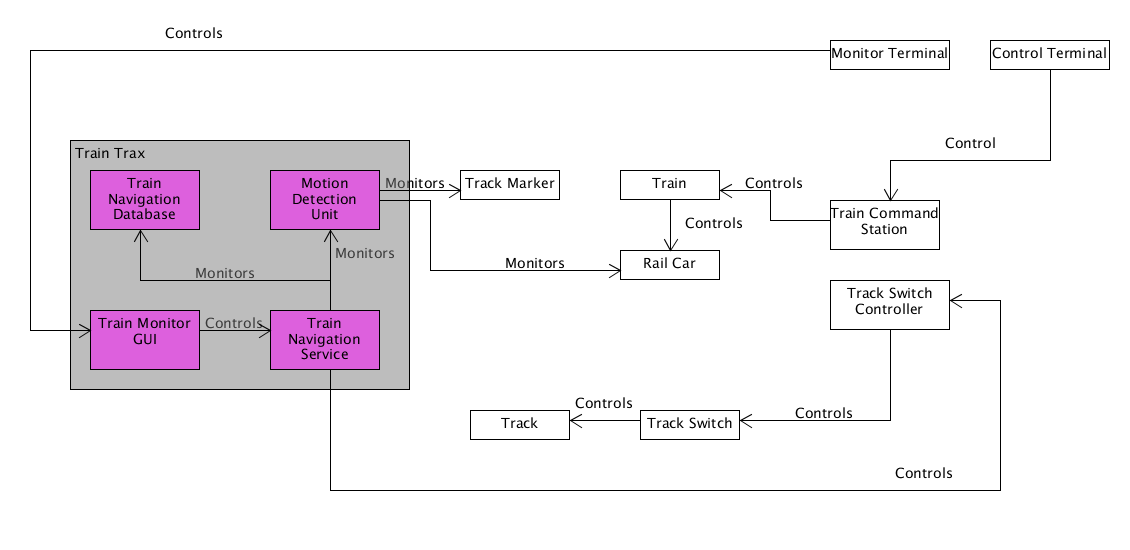 Controls
Monitor Terminal
Control Terminal
Control
Train Trax
Train
Navigation
Database
Motion
Detection
Unit
Monitors
Track Marker
Train
Controls
Train Command
Station
Controls
Monitors
Monitors
Rail Car
Monitors
Track Switch
Controller
Train Monitor
GUI
Controls
Train
Navigation
Service
Controls
Track
Track Switch
Controls
Controls